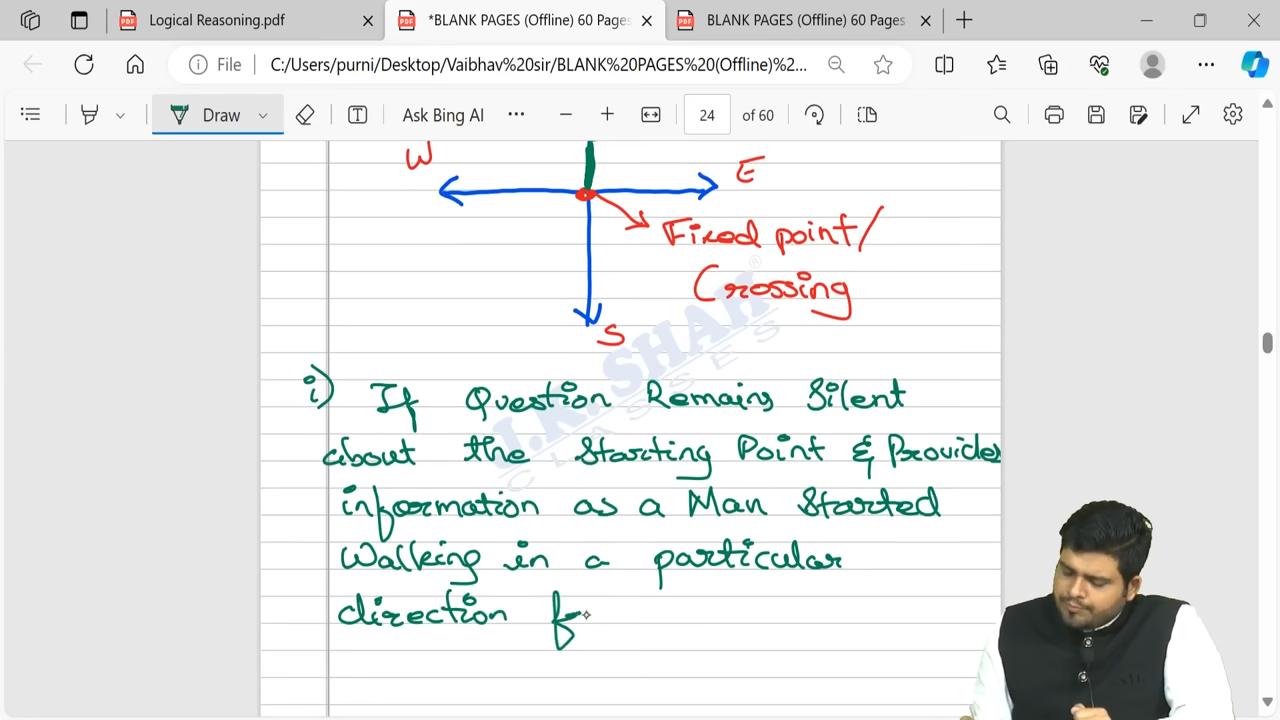 Logical Reasoning.pdf
*BLANK PAGES (Offline) 60 Pages
BLANK PAGES (Offline) 60 Pages
File
C:/Users/purni/Desktop/Vaibhav%20sir/BLANK%20PAGES%20(Offline)%2...
Draw
Ask Bing AI
24
of 60
W
E
Fixed point/
Crossing
S
J.K. SHAH®
CLASSES
i) If Question Remains Silent
about the Starting Point & Provides
information as a Man Started
Walking in a particular
direction f